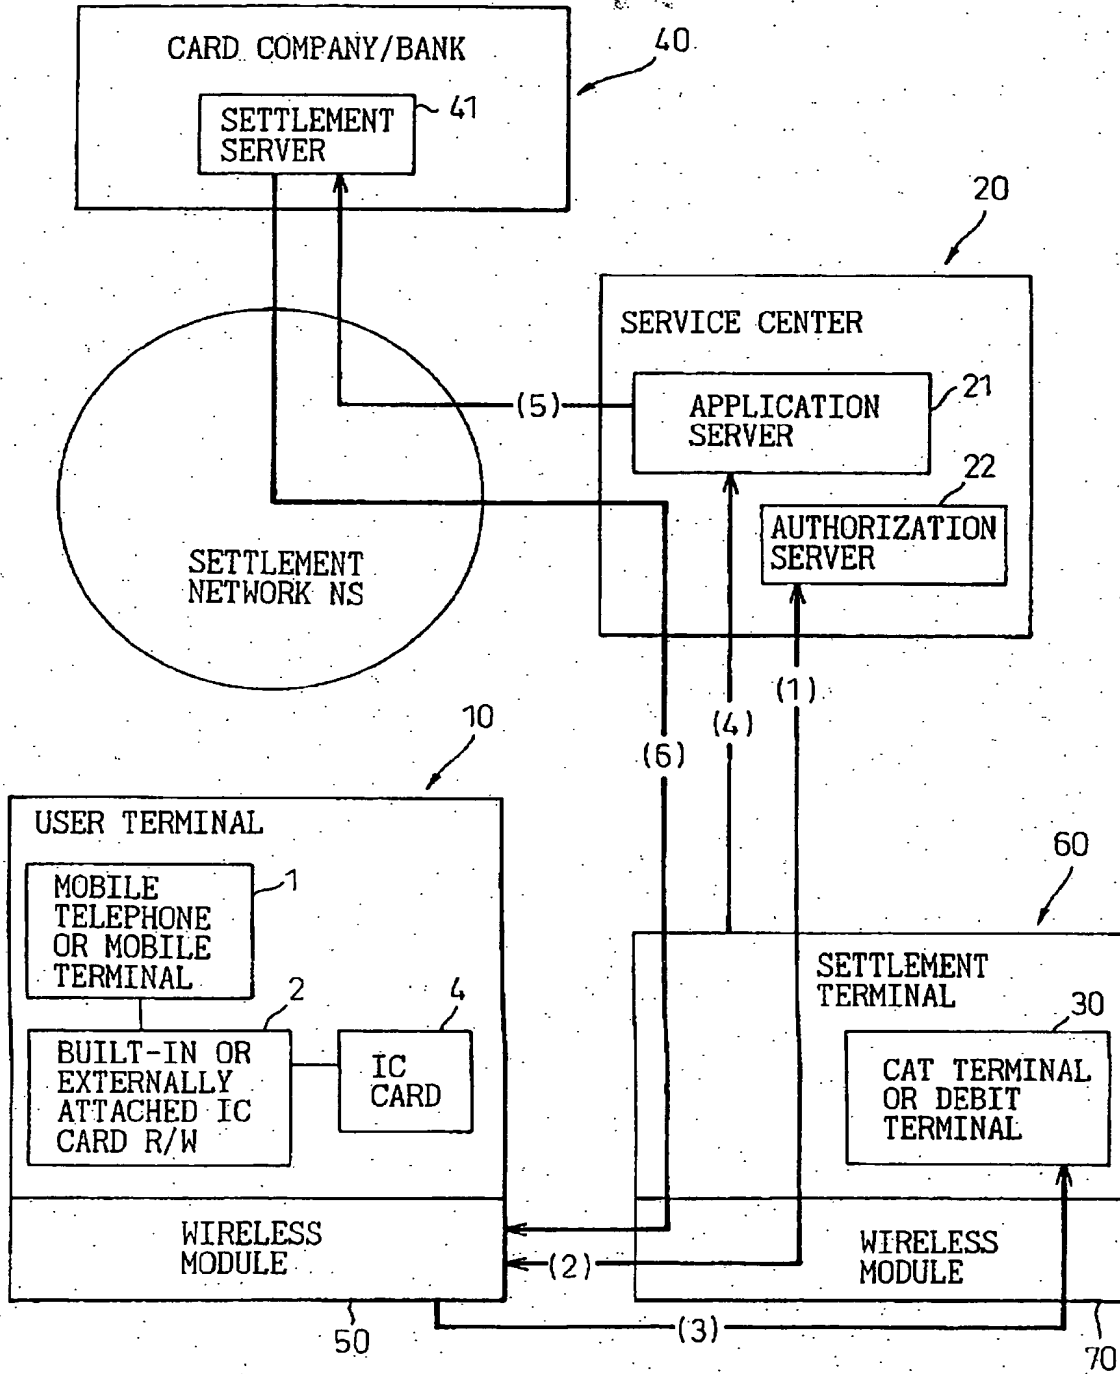 CARD COMPANY/BANK
40
SETTLEMENT
SERVER
41
20
SERVICE CENTER
APPLICATION
SERVER
21
22
AUTHORIZATION
SERVER
(5)
SETTLEMENT
NETWORK NS
(1)
(4)
(6)
10
USER TERMINAL
MOBILE
TELEPHONE
OR MOBILE
TERMINAL
1
2
BUILT-IN OR
EXTERNALLY
ATTACHED IC
CARD R/W
4
IC
CARD
WIRELESS
MODULE
50
60
SETTLEMENT
TERMINAL
30
CAT TERMINAL
OR DEBIT
TERMINAL
WIRELESS
MODULE
70
(2)
(3)